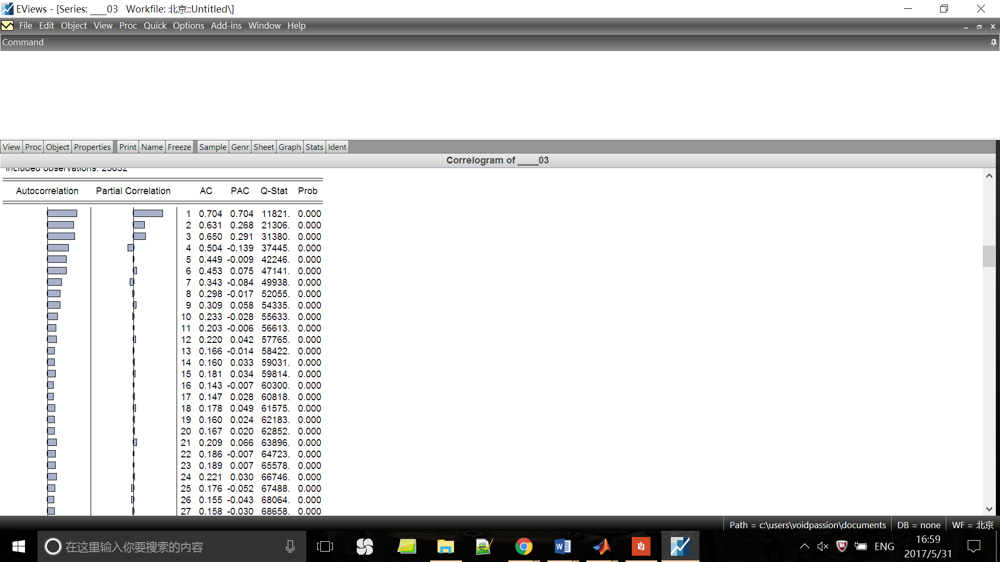 EViews - [Series: ___03   Workfile: 北京::Untitled\]
File Edit Object View Proc Quick Options Add-ins Window Help
Command
View Proc Object Properties Print Name Freeze Sample Genr Sheet Graph Stats Ident
Correlogram of ____03
Included observations: 23832
Autocorrelation Partial Correlation AC PAC Q-Stat Prob
1 0.704 0.704 11821. 0.000
2 0.631 0.268 21306. 0.000
3 0.650 0.291 31380. 0.000
4 0.504 -0.139 37445. 0.000
5 0.449 -0.009 42246. 0.000
6 0.453 0.075 47141. 0.000
7 0.343 -0.084 49938. 0.000
8 0.298 -0.017 52055. 0.000
9 0.309 0.058 54335. 0.000
10 0.233 -0.028 55633. 0.000
11 0.203 -0.006 56613. 0.000
12 0.220 0.042 57765. 0.000
13 0.166 -0.014 58422. 0.000
14 0.160 0.033 59031. 0.000
15 0.181 0.034 59814. 0.000
16 0.143 -0.007 60300. 0.000
17 0.147 0.028 60818. 0.000
18 0.178 0.049 61575. 0.000
19 0.160 0.024 62183. 0.000
20 0.167 0.020 62852. 0.000
21 0.209 0.066 63896. 0.000
22 0.186 -0.007 64723. 0.000
23 0.189 0.007 65578. 0.000
24 0.221 0.030 66746. 0.000
25 0.176 -0.052 67488. 0.000
26 0.155 -0.043 68064. 0.000
27 0.158 -0.030 68658. 0.000
Path = c:\users\voidpassion\documents DB = none WF = 北京
在这里输入你要搜索的内容
ENG
16:59
2017/5/31